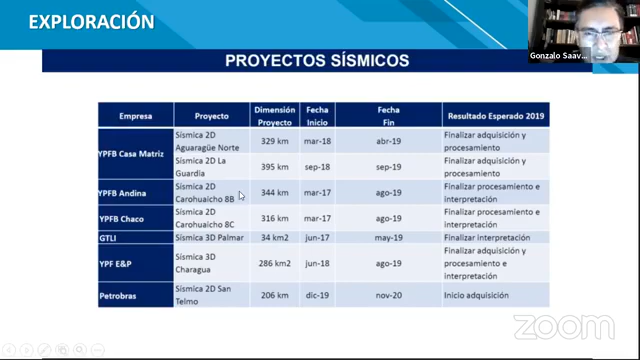 EXPLORACIÓN
Gonzalo Saav...
PROYECTOS SÍSMICOS
Empresa Proyecto Dimensión Proyecto Fecha Inicio Fecha Fin Resultado Esperado 2019
YPFB Casa Matriz Sísmica 2D Aguaragüe Norte 329 km mar-18 abr-19 Finalizar adquisición y procesamiento
Sísmica 2D La Guardia 395 km sep-18 sep-19 Finalizar adquisición y procesamiento
YPFB Andina Sísmica 2D Carohuaicho 8B 344 km mar-17 ago-19 Finalizar procesamiento e interpretación
YPFB Chaco Sísmica 2D Carohuaicho 8C 316 km mar-17 ago-19 Finalizar procesamiento e interpretación
GTLI Sísmica 3D Palmar 34 km2 jun-17 may-19 Finalizar interpretación
YPF E&P Sísmica 3D Charagua 286 km2 jun-18 ago-19 Finalizar adquisición y procesamiento e interpretación
Petrobras Sísmica 2D San Telmo 206 km dic-19 nov-20 Inicio adquisición
zoom